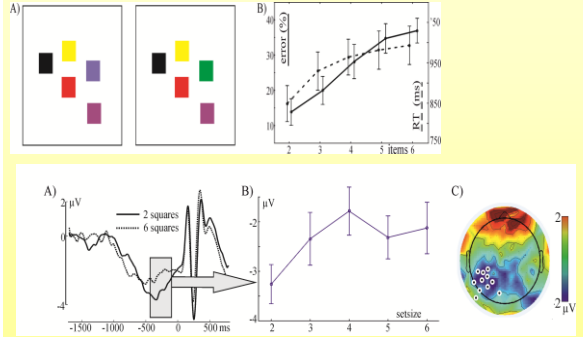 A)
B)
error (%)
40
30
20
10
2
3
4
5
items
6
950
850
750
RT (ms)
A)
μV
2 squares
6 squares
2
0
-4
-1500
-1000
-500
0
500
ms
B)
μV
-2
-3
-4
2
3
4
5
6
setsize
C)
2
2
μV